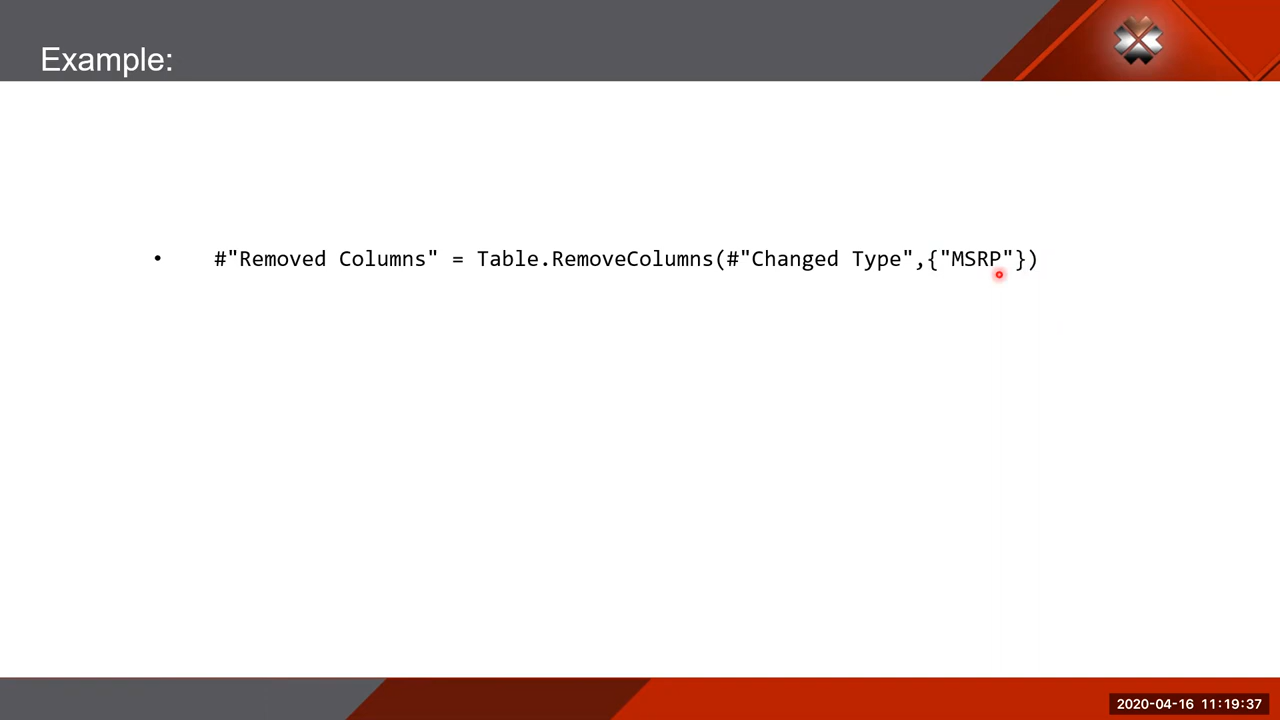 Example:
• #"Removed Columns" = Table.RemoveColumns(#"Changed Type",{"MSRP"})
2020-04-16 11:19:37